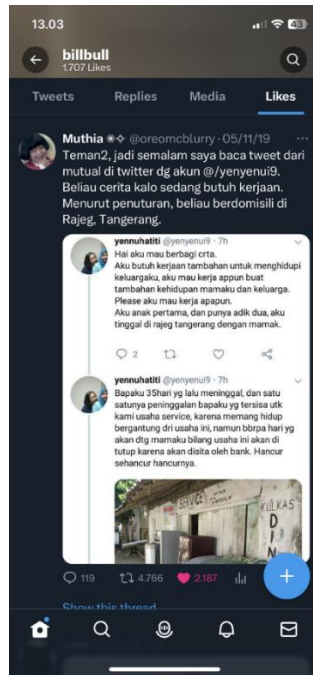 13.03
43
billbull
1.707 Likes
Tweets Replies Media Likes
Muthia @oreomcblurry · 05/11/19 ...
Teman2, jadi semalam saya baca tweet dari
mutual di twitter dg akun @/yenyenui9.
Beliau cerita kalo sedang butuh kerjaan.
Menurut penuturan, beliau berdomisili di
Rajeg, Tangerang.
yennuhatiti @yenyenui9 · 7h
Hai aku mau berbagi crta.
Aku butuh kerjaan tambahan untuk menghidupi
keluargaku, aku mau kerja appun buat
tambahan kehidupan mamaku dan keluarga.
Please aku mau kerja apapun.
Aku anak pertama, dan punya adik dua, aku
tinggal di rajeg tangerang dengan mamak.
2
yennuhatiti @yenyenui9 · 7h
Bapaku 35hari yg lalu meninggal, dan satu
satunya peninggalan bapaku yg tersisa utk
kami usaha service, karena memang hidup
bergantung dri usaha ini, namun bbrpa hari yg
akan dtg mamaku bilang usaha ini akan di
tutup karena akan disita oleh bank. Hancur
sehancur hancurnya.
SERVICE
KULKAS
D
I
N
119 4.766 2.187
Show this thread